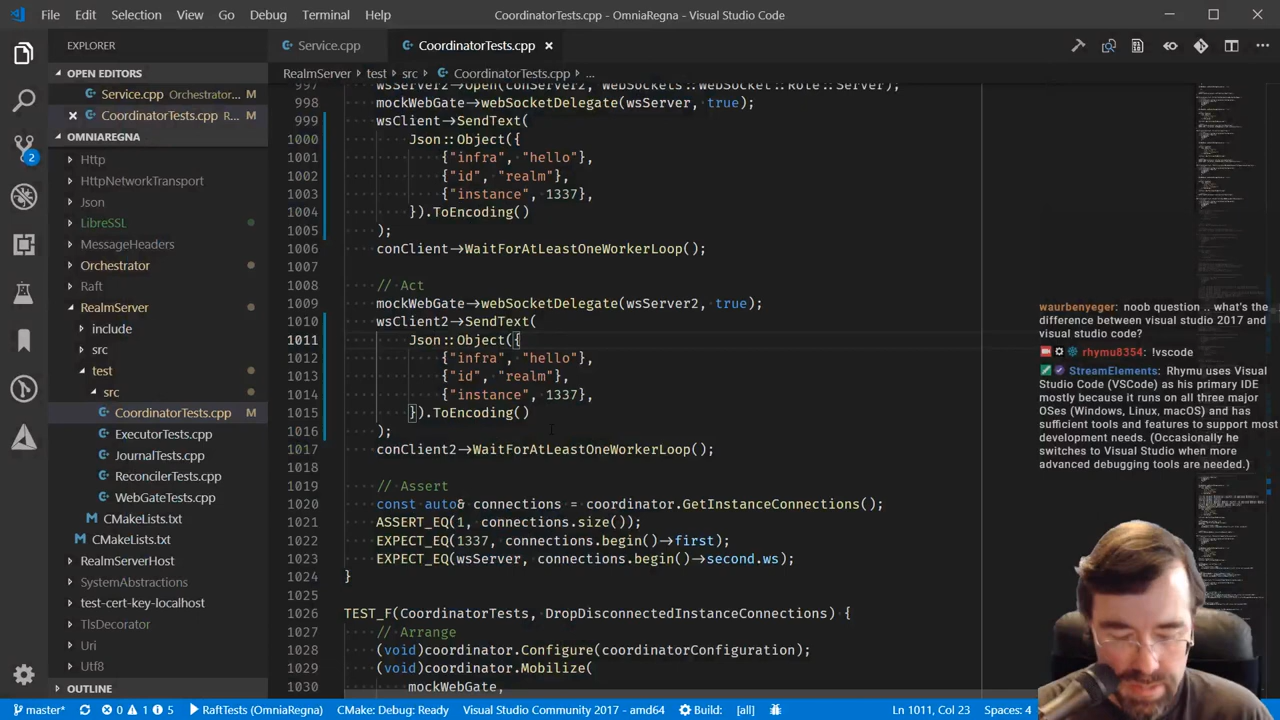 File Edit Selection View Go Debug Terminal Help
CoordinatorTests.cpp - OmniaRegna - Visual Studio Code
EXPLORER
OPEN EDITORS
Service.cpp Orchestrator... M
CoordinatorTests.cpp R... M
OMNIAREGNA
Http
HttpNetworkTransport
Json
LibreSSL
MessageHeaders
Orchestrator
Raft
RealmServer
include
src
test
src
CoordinatorTests.cpp M
ExecutorTests.cpp
JournalTests.cpp
ReconcilerTests.cpp
WebGateTests.cpp
CMakeLists.txt
CMakeLists.txt
RealmServerHost
SystemAbstractions
test-cert-key-localhost
TlsDecorator
Uri
Utf8
OUTLINE
2
Service.cpp CoordinatorTests.cpp
RealmServer test src CoordinatorTests.cpp ...
997 wsServer2->Open(conServer2, WebSockets::WebSocket::Role::Server);
998 mockWebGate->webSocketDelegate(wsServer, true);
999 wsClient->SendText(
1000 Json::Object({
1001 {"infra", "hello"},
1002 {"id", "realm"},
1003 {"instance", 1337},
1004 }).ToEncoding()
1005 );
1006 conClient->WaitForAtLeastOneWorkerLoop();
1007
1008 // Act
1009 mockWebGate->webSocketDelegate(wsServer2, true);
1010 wsClient2->SendText(
1011 Json::Object({
1012 {"infra", "hello"},
1013 {"id", "realm"},
1014 {"instance", 1337},
1015 }).ToEncoding()
1016 );
1017 conClient2->WaitForAtLeastOneWorkerLoop();
1018
1019 // Assert
1020 const auto& connections = coordinator.GetInstanceConnections();
1021 ASSERT_EQ(1, connections.size());
1022 EXPECT_EQ(1337, connections.begin()->first);
1023 EXPECT_EQ(wsServer, connections.begin()->second.ws);
1024 }
1025
1026 TEST_F(CoordinatorTests, DropDisconnectedInstanceConnections) {
1027 // Arrange
1028 (void)coordinator.Configure(coordinatorConfiguration);
1029 (void)coordinator.Mobilize(
1030 mockWebGate,
waurbenyeger: noob question .. what's the
difference between visual studio 2017 and
visual studio code?
rhymu8354: !vscode
StreamElements: Rhymu uses Visual
Studio Code (VSCode) as his primary IDE
mostly because it runs on all three major
OSes (Windows, Linux, macOS) and has
sufficient tools and features to support most
development needs. (Occasionally he
switches to Visual Studio when more
advanced debugging tools are needed.)
master* 0 1 5 RaftTests (OmniaRegna) CMake: Debug: Ready Visual Studio Community 2017 - amd64 Build: [all] Ln 1011, Col 23 Spaces: 4